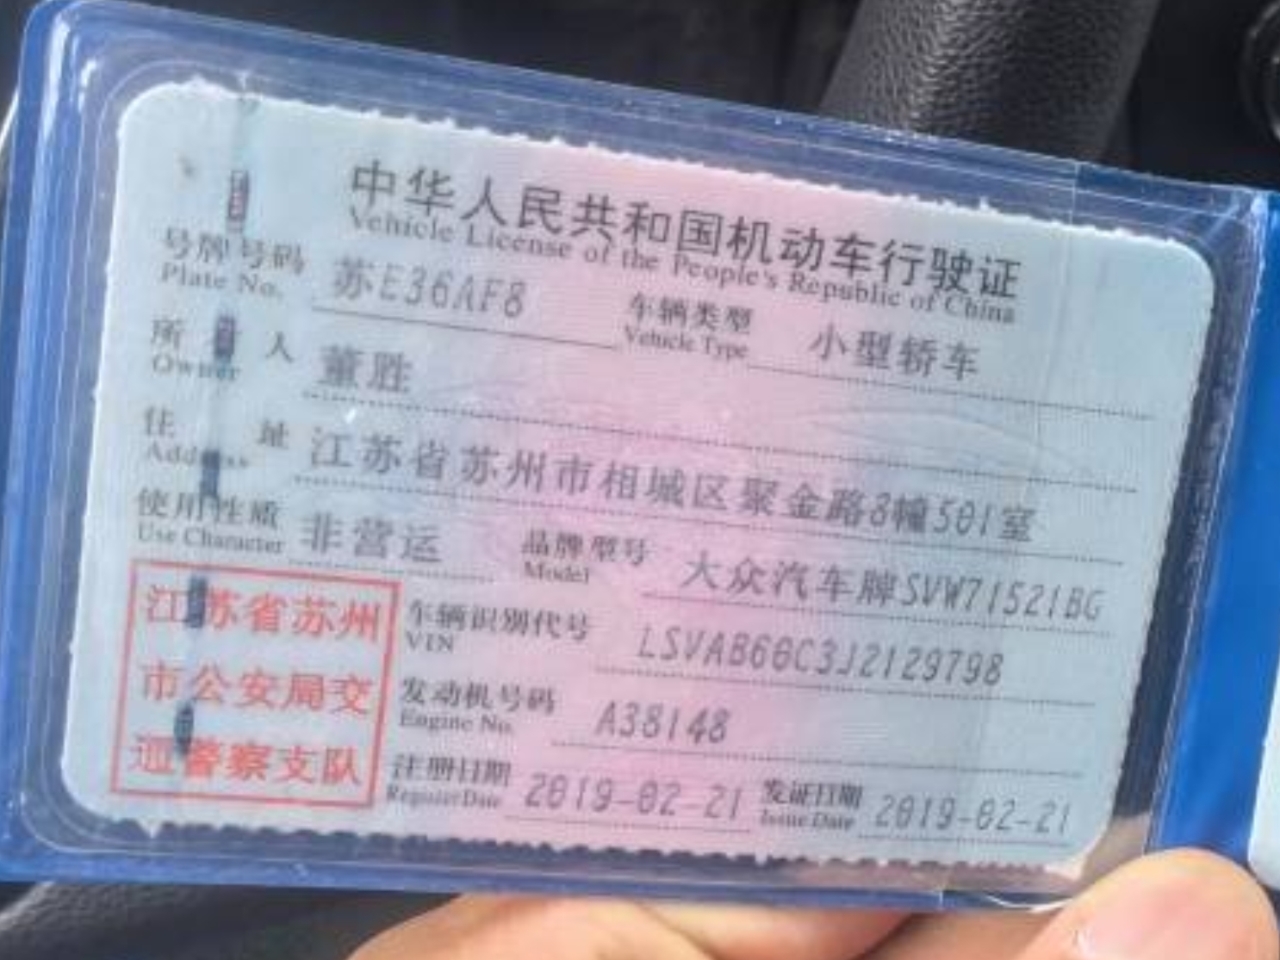 中华人民共和国机动车行驶证
Vehicle License of the People's Republic of China
号牌号码 苏E36AF8 车辆类型 小型轿车
Plate No. Vehicle Type
所 人 董胜
Owner
住 址 江苏省苏州市相城区聚金路8幢501室
Address
使用性质 非营运 品牌型号 大众汽车牌SVW71521BG
Use Character Model
江苏省苏州
市公安局交
通警察支队
车辆识别代号 LSVAB60C3J2129798
VIN
发动机号码 A38148
Engine No.
注册日期 2019-02-21 发证日期 2019-02-21
Register Date Issue Date